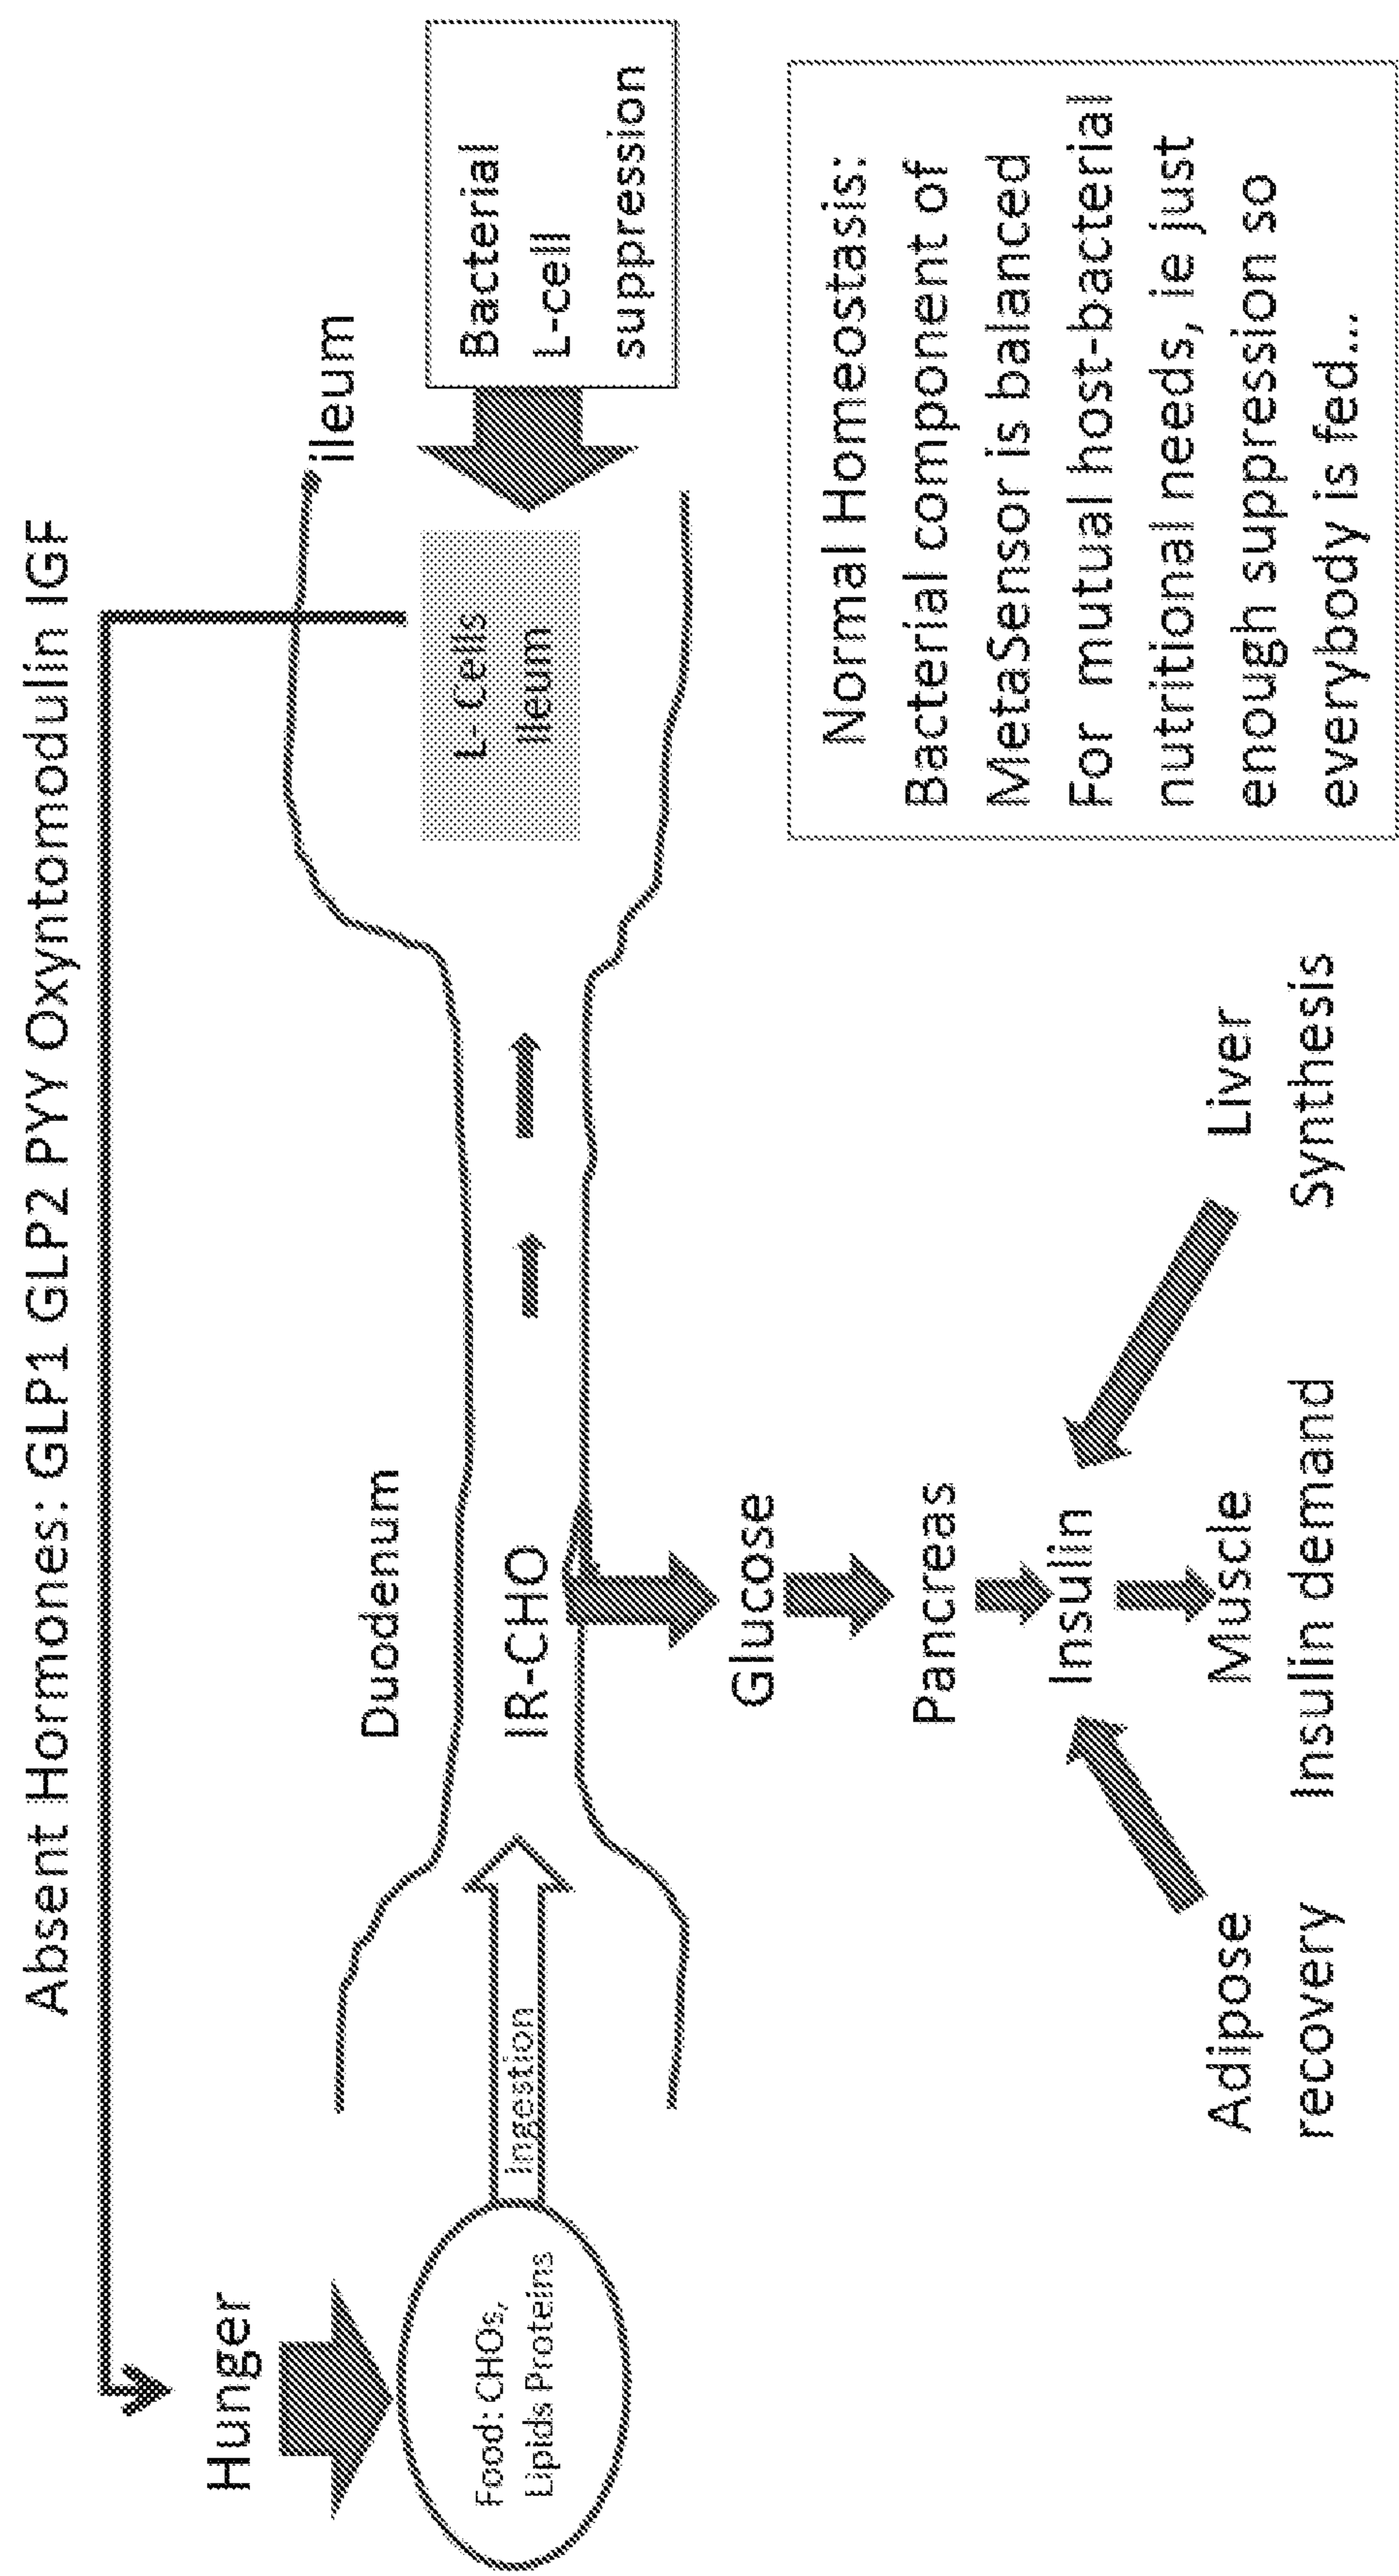 Absent Hormones: GLP1 GLP2 PYY Oxyntomodulin IGF
Hunger
ileum
Duodenum
Food: CHOs,
Lipids Proteins
Ingestion
IR-CHO
L- Cells
Ileum
Bacterial
L-cell
suppression
Glucose
Pancreas
Insulin
Adipose
recovery
Muscle
Insulin demand
Liver
Synthesis
Normal Homeostasis:
Bacterial component of
MetaSensor is balanced
For mutual host-bacterial
nutritional needs, ie just
enough suppression so
everybody is fed...